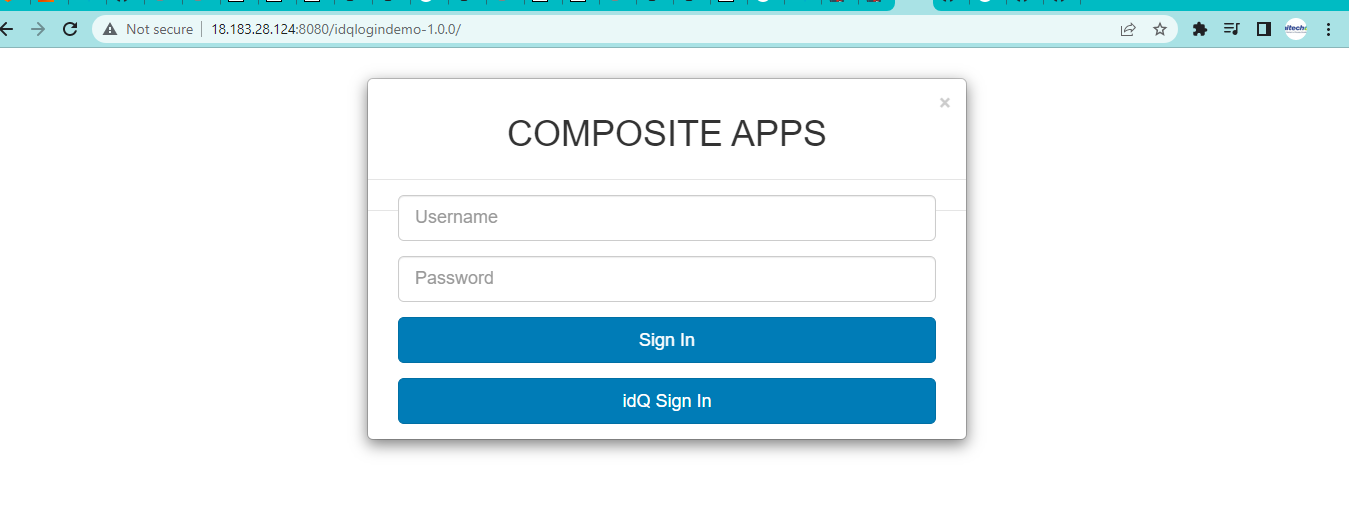 Not secure
18.183.28.124:8080/idqlogindemo-1.0.0/
×
COMPOSITE APPS
Username
Password
Sign In
idQ Sign In